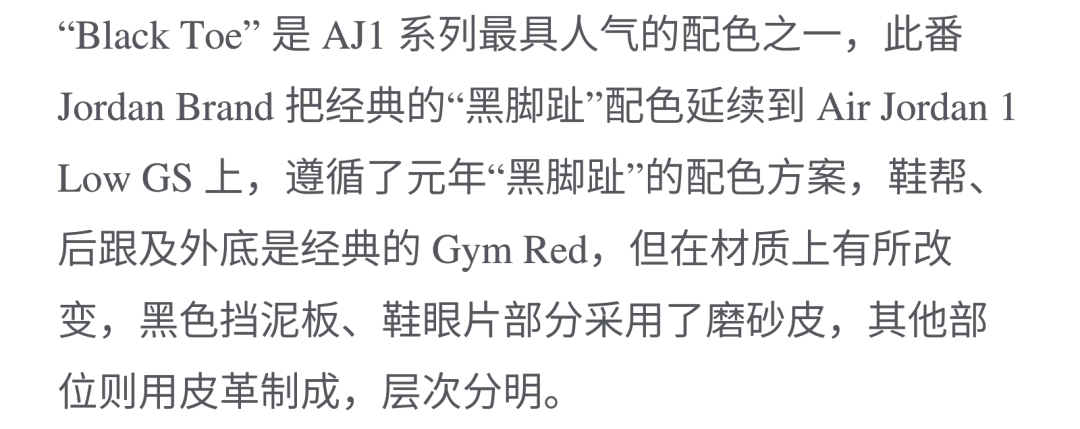 “Black Toe” 是 AJ1 系列最具人气的配色之一，此番
Jordan Brand 把经典的“黑脚趾”配色延续到 Air Jordan 1
Low GS 上，遵循了元年“黑脚趾”的配色方案，鞋帮、
后跟及外底是经典的 Gym Red，但在材质上有所改
变，黑色挡泥板、鞋眼片部分采用了磨砂皮，其他部
位则用皮革制成，层次分明。